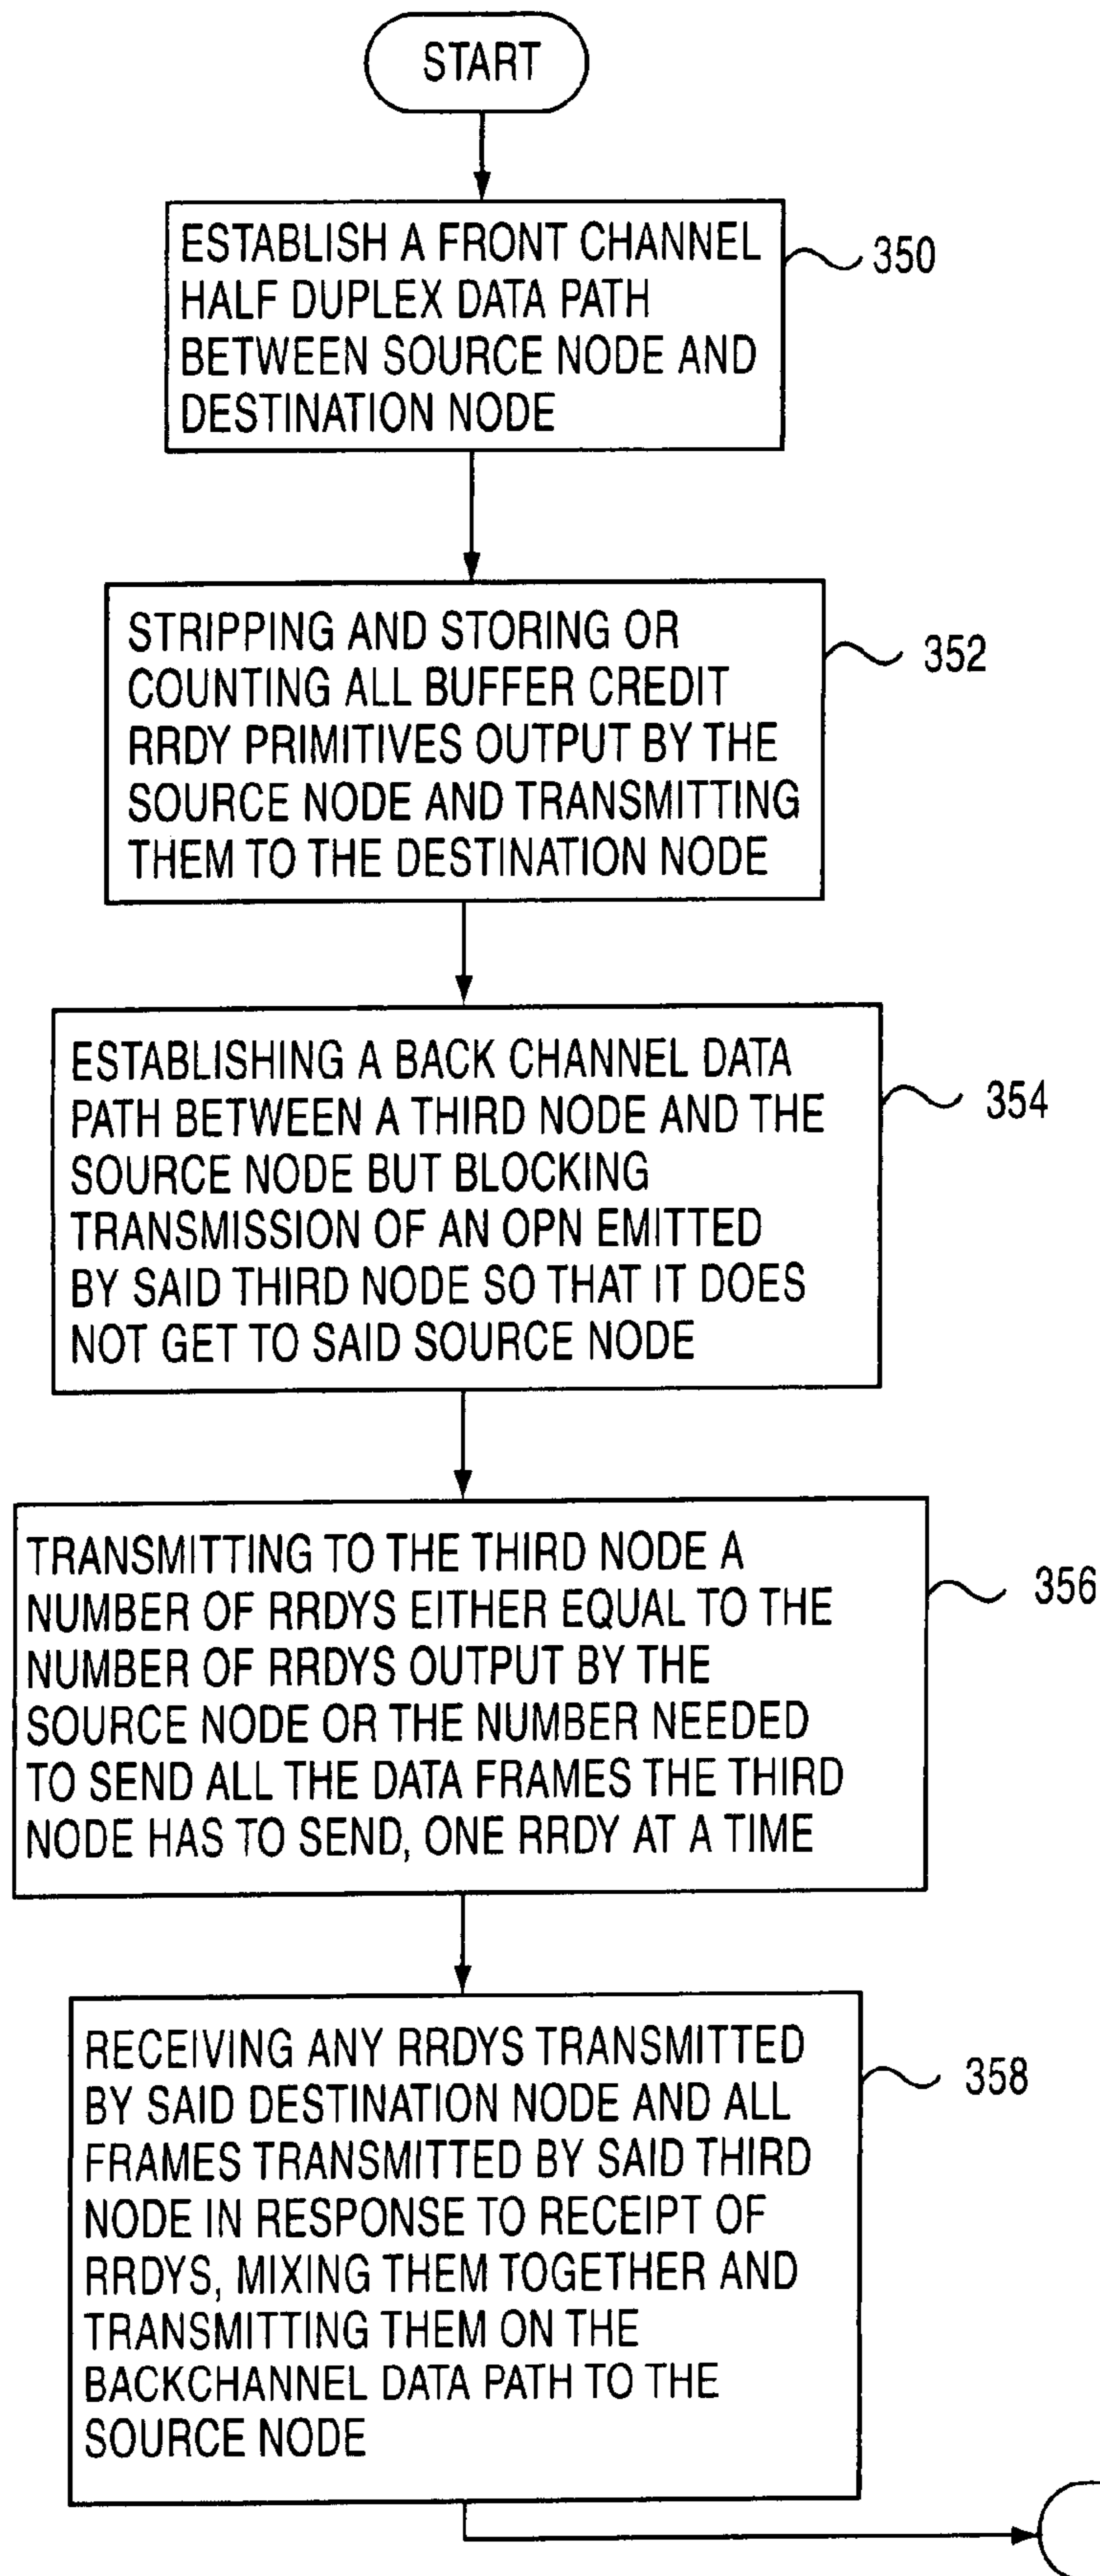 START
ESTABLISH A FRONT CHANNEL
HALF DUPLEX DATA PATH
BETWEEN SOURCE NODE AND
DESTINATION NODE
350
STRIPPING AND STORING OR
COUNTING ALL BUFFER CREDIT
RRDY PRIMITIVES OUTPUT BY THE
SOURCE NODE AND TRANSMITTING
THEM TO THE DESTINATION NODE
352
ESTABLISHING A BACK CHANNEL DATA
PATH BETWEEN A THIRD NODE AND THE
SOURCE NODE BUT BLOCKING
TRANSMISSION OF AN OPN EMITTED
BY SAID THIRD NODE SO THAT IT DOES
NOT GET TO SAID SOURCE NODE
354
TRANSMITTING TO THE THIRD NODE A
NUMBER OF RRDYS EITHER EQUAL TO THE
NUMBER OF RRDYS OUTPUT BY THE
SOURCE NODE OR THE NUMBER NEEDED
TO SEND ALL THE DATA FRAMES THE THIRD
NODE HAS TO SEND, ONE RRDY AT A TIME
356
RECEIVING ANY RRDYS TRANSMITTED
BY SAID DESTINATION NODE AND ALL
FRAMES TRANSMITTED BY SAID THIRD
NODE IN RESPONSE TO RECEIPT OF
RRDYS, MIXING THEM TOGETHER AND
TRANSMITTING THEM ON THE
BACKCHANNEL DATA PATH TO THE
SOURCE NODE
358